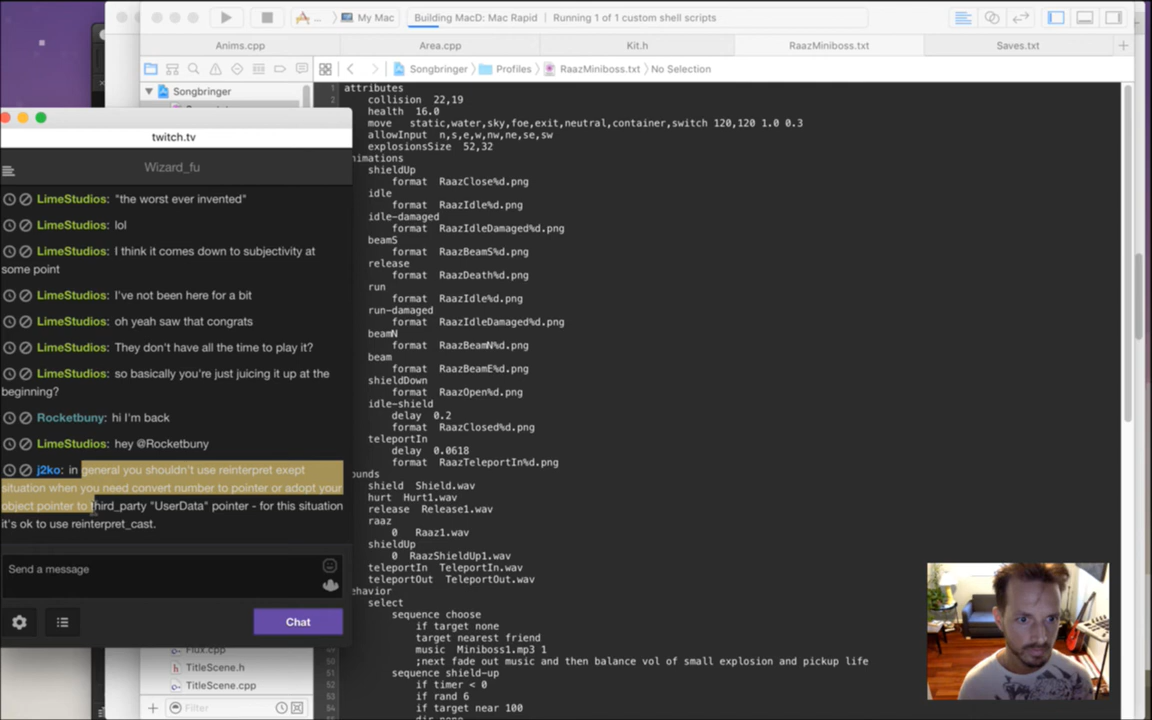 My Mac
Building MacD: Mac Rapid | Running 1 of 1 custom shell scripts
Anims.cpp
Area.cpp
Kit.h
RaazMiniboss.txt
Saves.txt
Songbringer
Songbringer
Profiles
RaazMiniboss.txt
No Selection
twitch.tv
Wizard_fu
LimeStudios: "the worst ever invented"
LimeStudios: lol
LimeStudios: I think it comes down to subjectivity at
some point
LimeStudios: I've not been here for a bit
LimeStudios: oh yeah saw that congrats
LimeStudios: They don't have all the time to play it?
LimeStudios: so basically you're just juicing it up at the
beginning?
Rocketbuny: hi I'm back
LimeStudios: hey @Rocketbuny
j2ko: in general you shouldn't use reinterpret exept
situation when you need convert number to pointer or adopt your
object pointer to third_party "UserData" pointer - for this situation
it's ok to use reinterpret_cast.
Send a message
Chat
Flux.cpp
TitleScene.h
TitleScene.cpp
Filter
1 attributes
2 collision 22,19
health 16.0
move static,water,sky,foe,exit,neutral,container,switch 120,120 1.0 0.3
allowInput n,s,e,w,nw,ne,se,sw
explosionsSize 52,32
nimations
shieldUp
format RaazClose%d.png
idle
format RaazIdle%d.png
idle-damaged
format RaazIdleDamaged%d.png
beamS
format RaazBeamS%d.png
release
format RaazDeath%d.png
run
format RaazIdle%d.png
run-damaged
format RaazIdleDamaged%d.png
beamN
format RaazBeamN%d.png
beam
format RaazBeamE%d.png
shieldDown
format RaazOpen%d.png
idle-shield
delay 0.2
format RaazClosed%d.png
teleportIn
delay 0.0618
format RaazTeleportIn%d.png
ounds
shield Shield.wav
hurt Hurt1.wav
release Release1.wav
raaz
0 Raaz1.wav
shieldUp
0 RaazShieldUp1.wav
teleportIn TeleportIn.wav
teleportOut TeleportOut.wav
ehavior
select
sequence choose
if target none
target nearest friend
music Miniboss1.mp3 1
50 ;next fade out music and then balance vol of small explosion and pickup life
51 sequence shield-up
52 if timer < 0
53 if rand 6
54 if target near 100
dir none